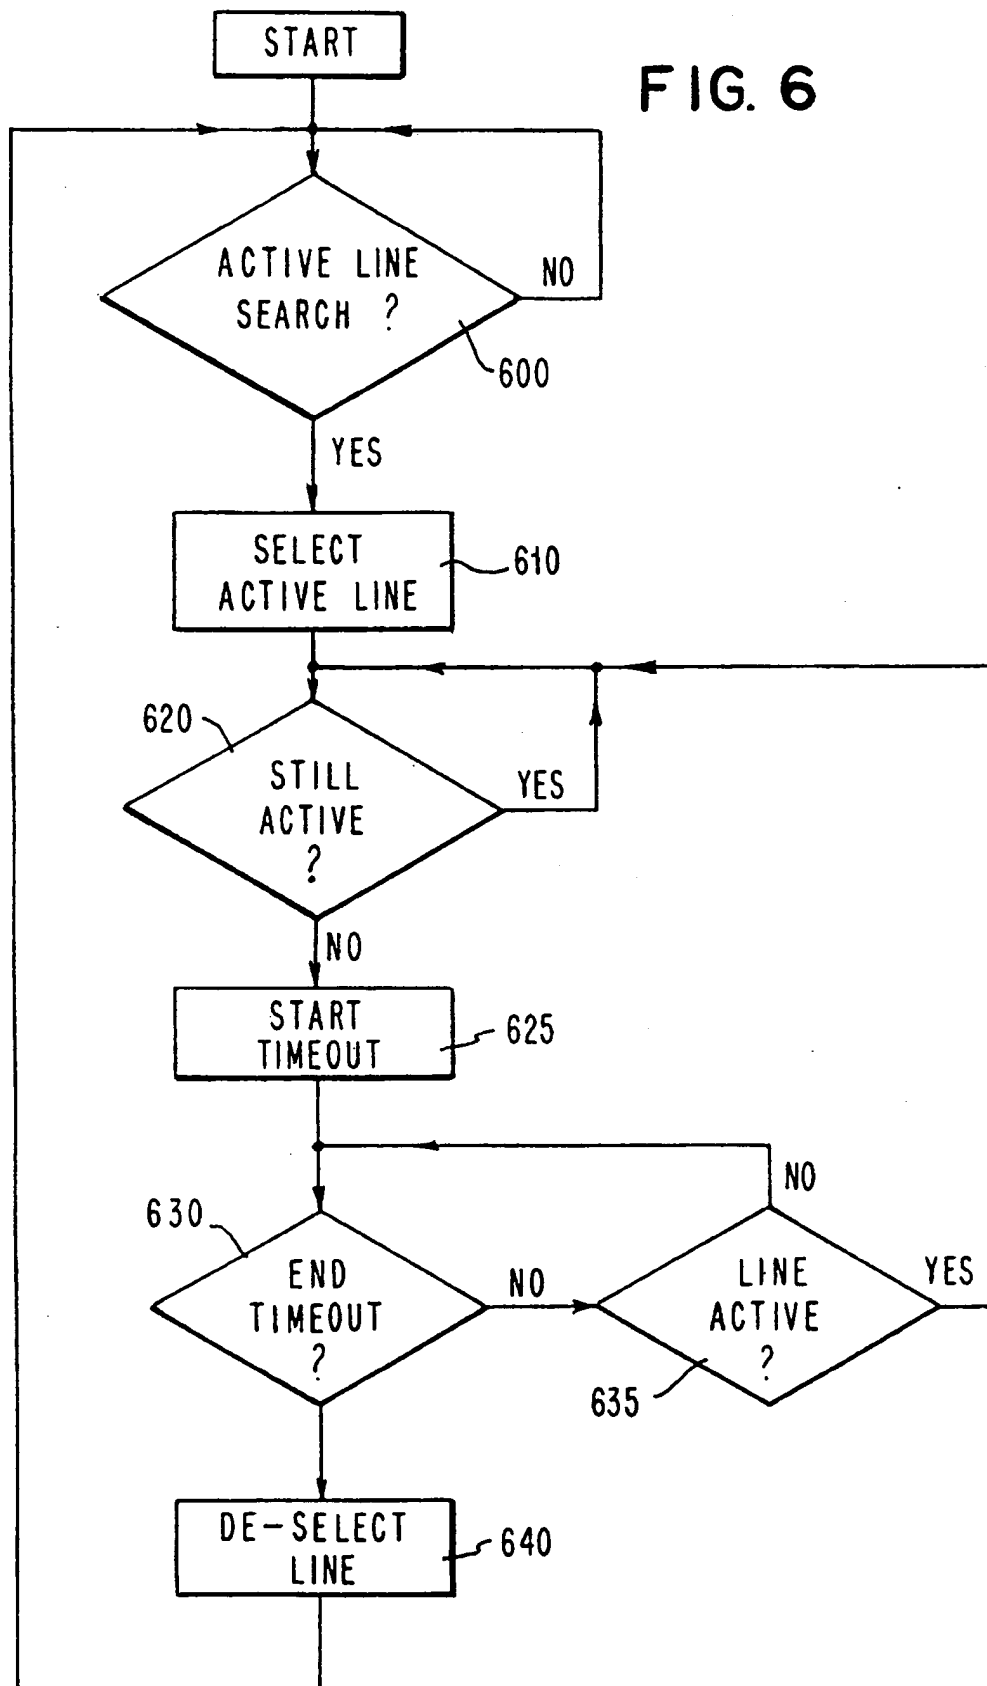 START
FIG. 6
ACTIVE LINE
SEARCH ?
NO
600
YES
SELECT
ACTIVE LINE
610
620
STILL
ACTIVE
?
YES
NO
START
TIMEOUT
625
630
END
TIMEOUT
?
NO
LINE
ACTIVE
?
NO
YES
635
DE-SELECT
LINE
640